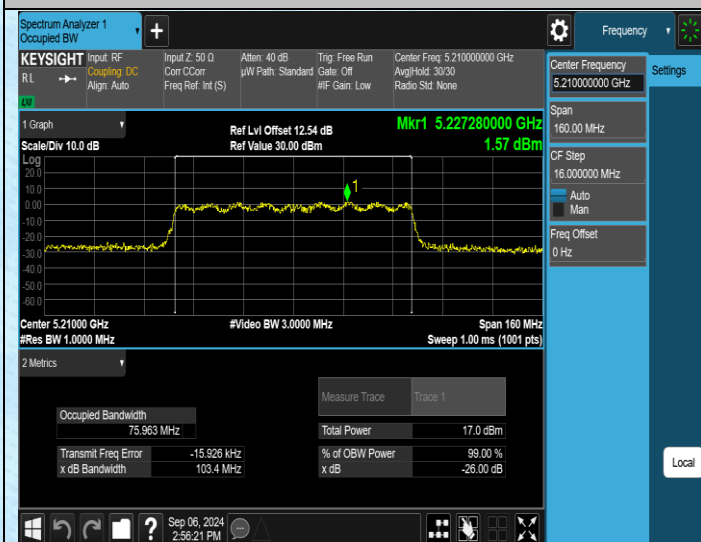 Spectrum Analyzer 1
Occupied BW
+
Frequency
KEYSIGHT
Input: RF
Input Z: 50 Ω
Atten: 40 dB
Trig: Free Run
Center Freq: 5.210000000 GHz
R L
Coupling: DC
Corr CCorr
µW Path: Standard
Gate: Off
Avg|Hold: 30/30
Align: Auto
Freq Ref: Int (S)
#IF Gain: Low
Radio Std: None
LXI
Center Frequency
5.210000000 GHz
Settings
Span
160.00 MHz
CF Step
16.000000 MHz
Auto
Man
Freq Offset
0 Hz
1 Graph
Ref Lvl Offset 12.54 dB
Mkr1 5.227280000 GHz
Scale/Div 10.0 dB
Ref Value 30.00 dBm
1.57 dBm
Log
20.0
10.0
0.00
-10.0
-20.0
-30.0
-40.0
-50.0
-60.0
1
Center 5.21000 GHz
#Video BW 3.0000 MHz
Span 160 MHz
#Res BW 1.0000 MHz
Sweep 1.00 ms (1001 pts)
2 Metrics
Measure Trace
Trace 1
Occupied Bandwidth
75.963 MHz
Total Power
17.0 dBm
Transmit Freq Error
-15.926 kHz
% of OBW Power
99.00 %
x dB Bandwidth
103.4 MHz
x dB
-26.00 dB
Local
?
Sep 06, 2024
2:56:21 PM